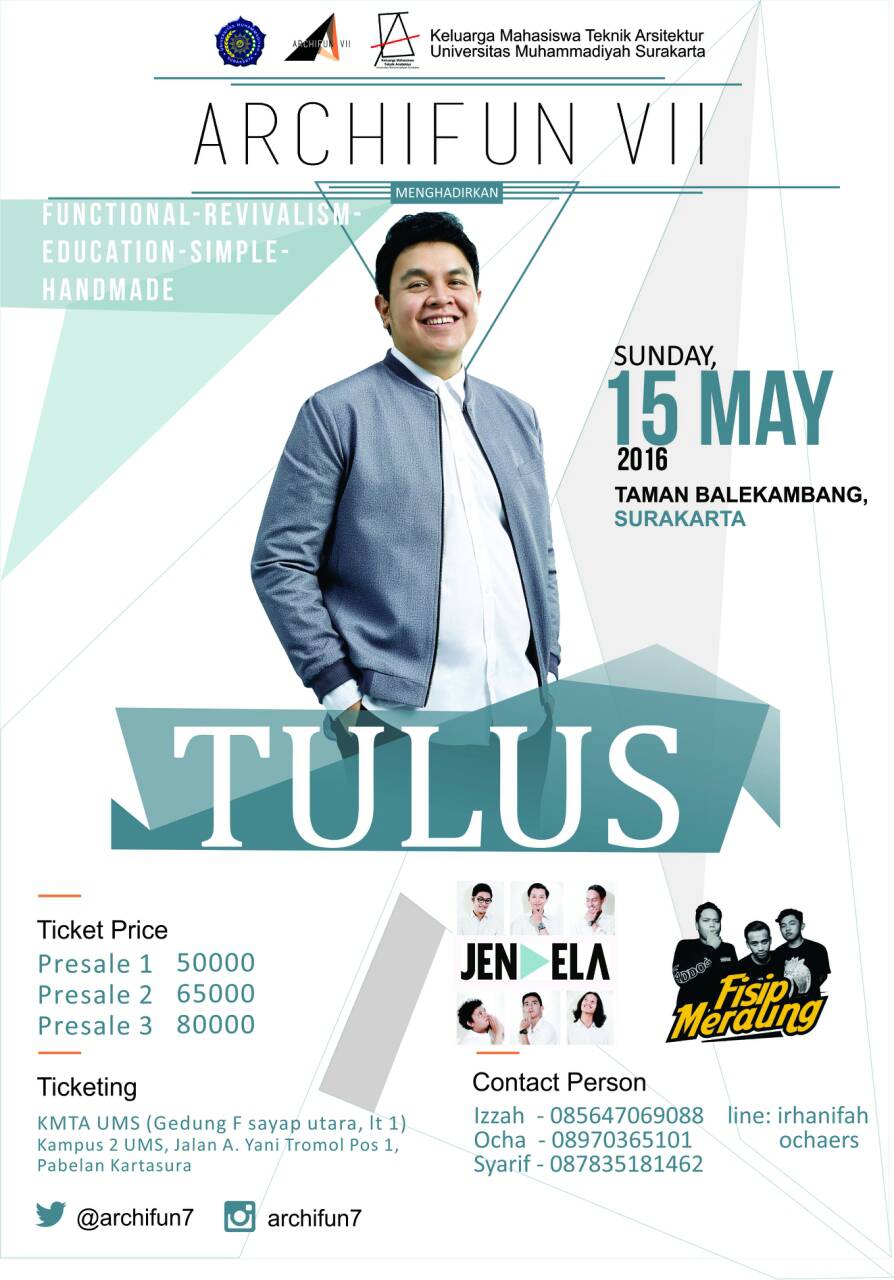 ARCHIFUN VII
Keluarga Mahasiswa Teknik Arsitektur
Universitas Muhammadiyah Surakarta
ARCHIFUN VII
MENGHADIRKAN
FUNCTIONAL-REVIVALISM-
EDUCATION-SIMPLE-
HANDMADE
SUNDAY,
15 MAY
2016
TAMAN BALEKAMBANG,
SURAKARTA
TULUS
Ticket Price
Presale 1 50000
Presale 2 65000
Presale 3 80000
JENDELA
Fisip
Meraung
Ticketing
KMTA UMS (Gedung F sayap utara, lt 1)
Kampus 2 UMS, Jalan A. Yani Tromol Pos 1,
Pabelan Kartasura
Contact Person
Izzah - 085647069088 line: irhanifah
Ocha - 08970365101 ochaers
Syarif - 087835181462
@archifun7
archifun7